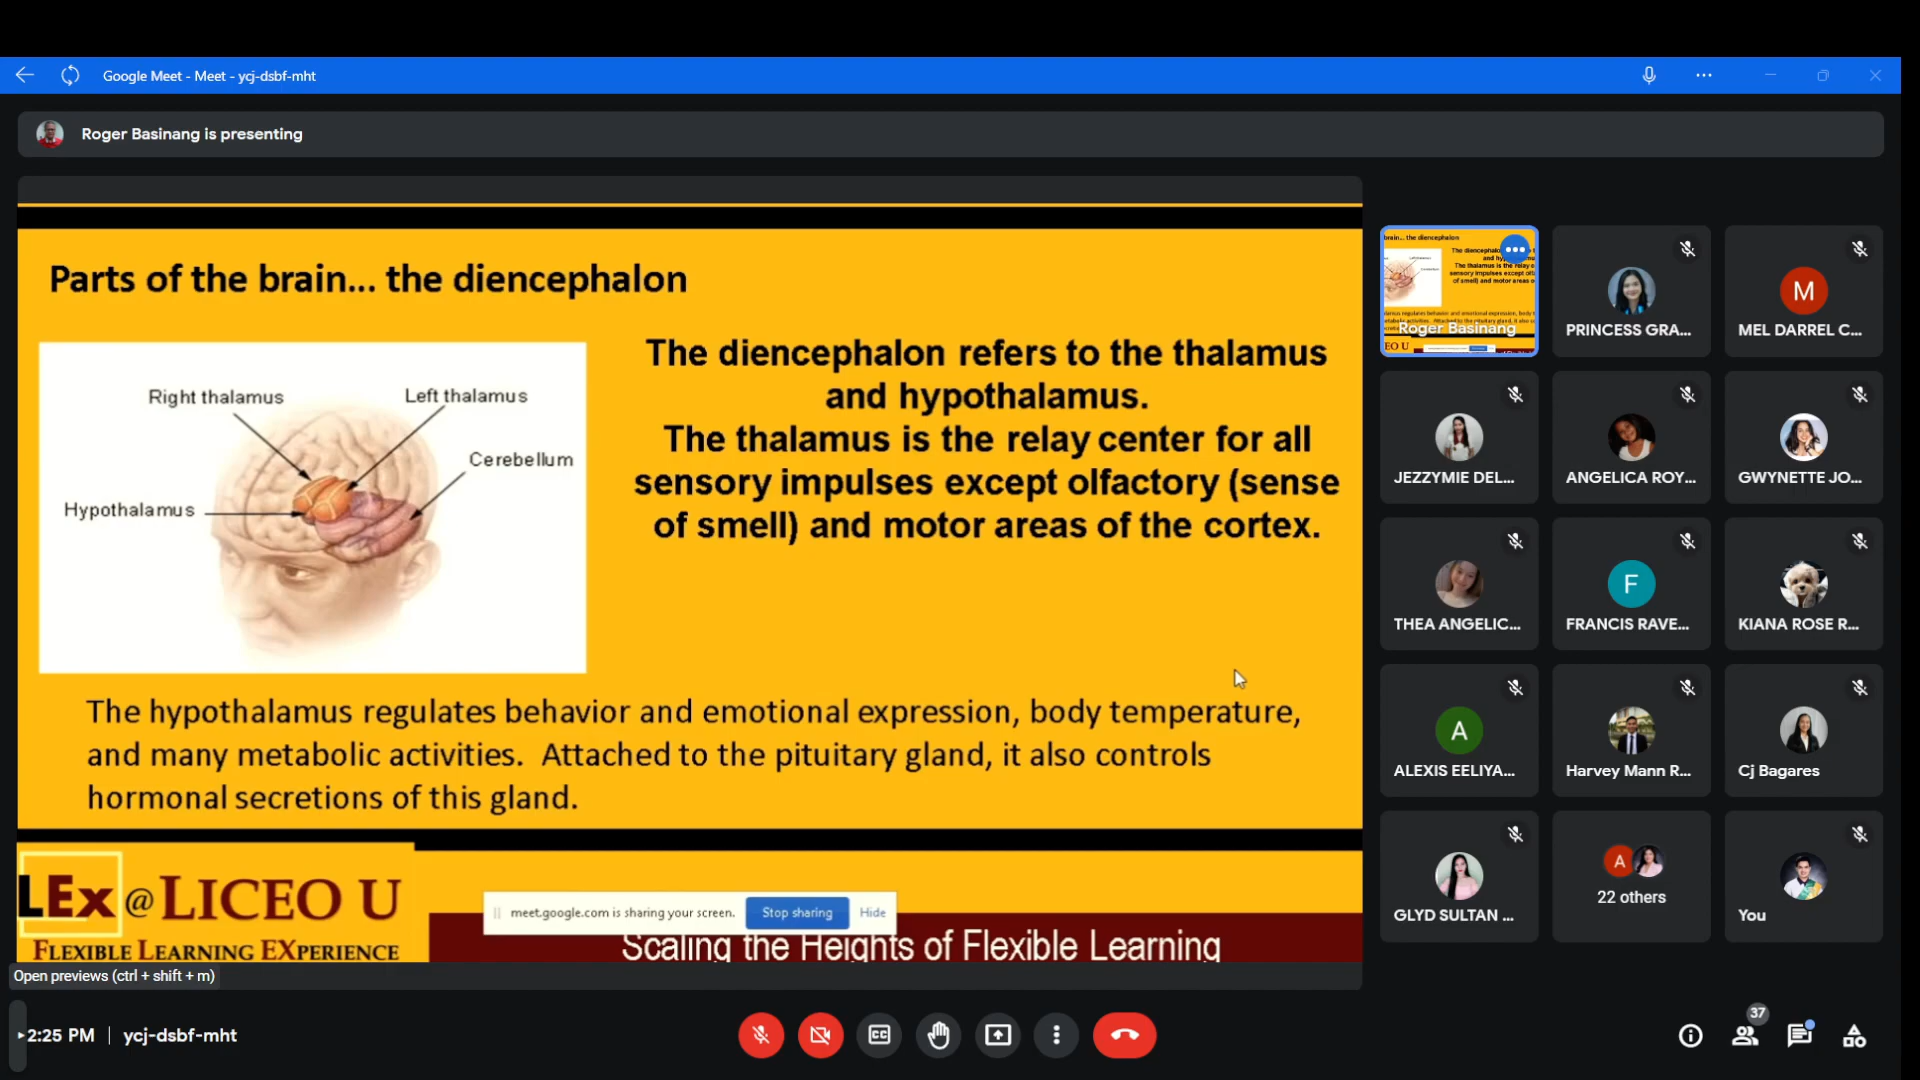 Google Meet - Meet - ycj-dsbf-mht
Roger Basinang is presenting
Parts of the brain... the diencephalon
Right thalamus
Left thalamus
Cerebellum
Hypothalamus
The diencephalon refers to the thalamus
and hypothalamus.
The thalamus is the relay center for all
sensory impulses except olfactory (sense
of smell) and motor areas of the cortex.
The hypothalamus regulates behavior and emotional expression, body temperature,
and many metabolic activities. Attached to the pituitary gland, it also controls
hormonal secretions of this gland.
LEx @ LICEO U
FLEXIBLE LEARNING EXPERIENCE
meet.google.com is sharing your screen.
Stop sharing
Hide
Scaling the Heights of Flexible Learning
Open previews (ctrl + shift + m)
Roger Basinang
PRINCESS GRA...
M
MEL DARREL C...
JEZZYMIE DEL...
ANGELICA ROY...
GWYNETTE JO...
THEA ANGELIC...
F
FRANCIS RAVE...
KIANA ROSE R...
A
ALEXIS EELIYA...
Harvey Mann R...
Cj Bagares
GLYD SULTAN ...
A
22 others
You
2:25 PM | ycj-dsbf-mht
CC
37